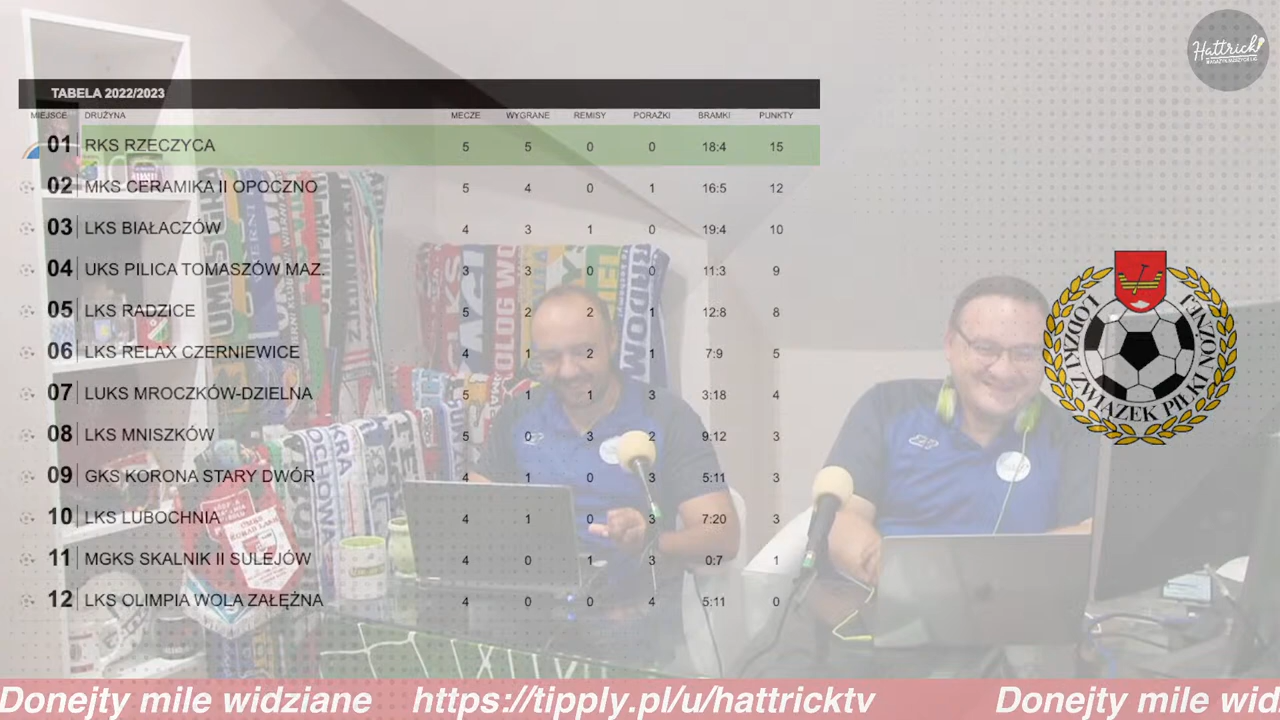 Hattrick
TABELA 2022/2023
MIEJSCE DRUŻYNA MECZE WYGRANE REMISY PORAŻKI BRAMKI PUNKTY
01 RKS RZECZYCA 5 5 0 0 18:4 15
02 MKS CERAMIKA II OPOCZNO 5 4 0 1 16:5 12
03 LKS BIAŁACZÓW 4 3 1 0 19:4 10
04 UKS PILICA TOMASZÓW MAZ. 3 3 0 0 11:3 9
05 LKS RADZICE 5 2 2 1 12:8 8
06 LKS RELAX CZERNIEWICE 4 1 2 1 7:9 5
07 LUKS MROCZKÓW-DZIELNA 5 1 1 3 3:18 4
08 LKS MNISZKÓW 5 0 3 2 9:12 3
09 GKS KORONA STARY DWÓR 4 1 0 3 5:11 3
10 LKS LUBOCHNIA 4 1 0 3 7:20 3
11 MGKS SKALNIK II SULEJÓW 4 0 1 3 0:7 1
12 LKS OLIMPIA WOLA ZAŁĘŻNA 4 0 0 4 5:11 0
ŁÓDZKI ZWIĄZEK PIŁKI NOŻNEJ
Donejty mile widziane https://tipply.pl/u/hattricktv Donejty mile wid